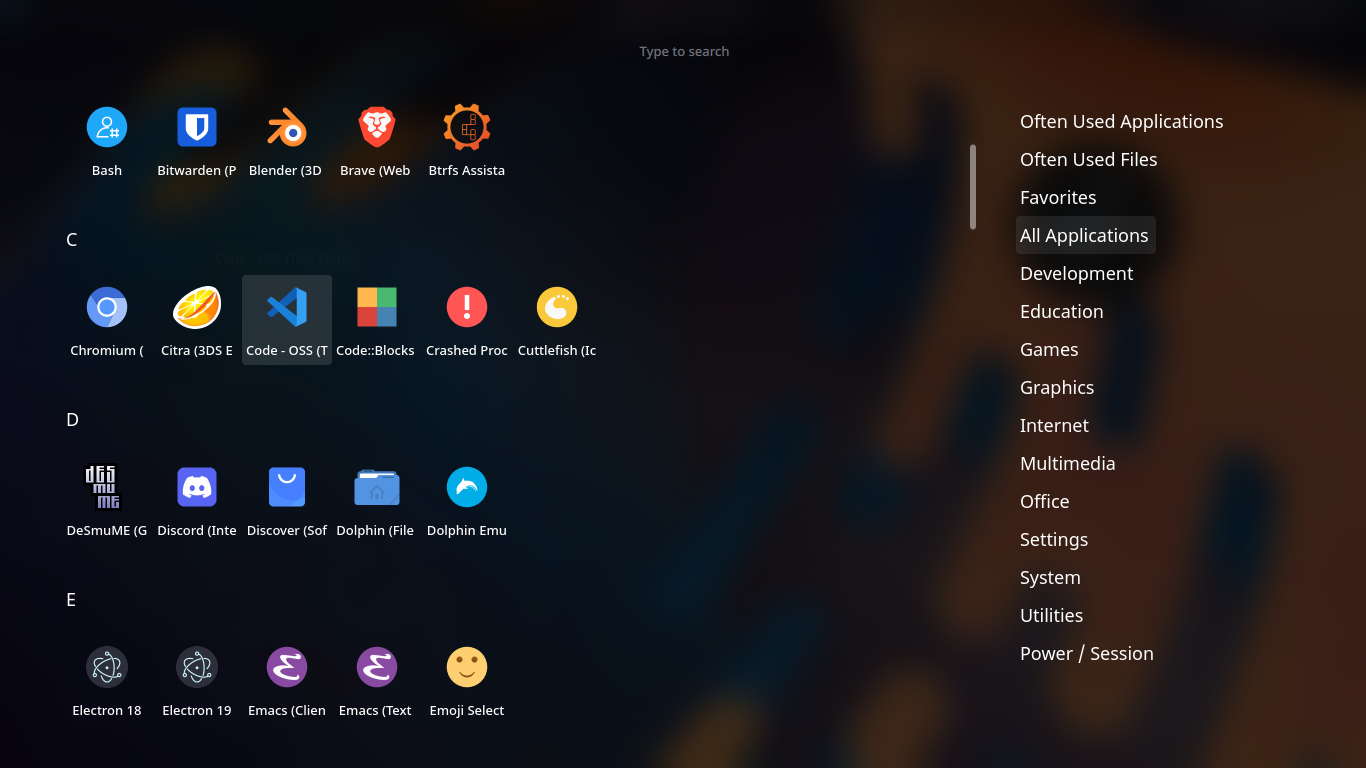 Type to search
Bash
Bitwarden (P
Blender (3D
Brave (Web
Btrfs Assista
C
Code - OSS (Text Editor)
Chromium (
Citra (3DS E
Code - OSS (T
Code::Blocks
Crashed Proc
Cuttlefish (Ic
D
DeSmuME
DeSmuME (G
Discord (Inte
Discover (Sof
Dolphin (File
Dolphin Emu
E
Electron 18
Electron 19
Emacs (Clien
Emacs (Text
Emoji Select
Often Used Applications
Often Used Files
Favorites
All Applications
Development
Education
Games
Graphics
Internet
Multimedia
Office
Settings
System
Utilities
Power / Session